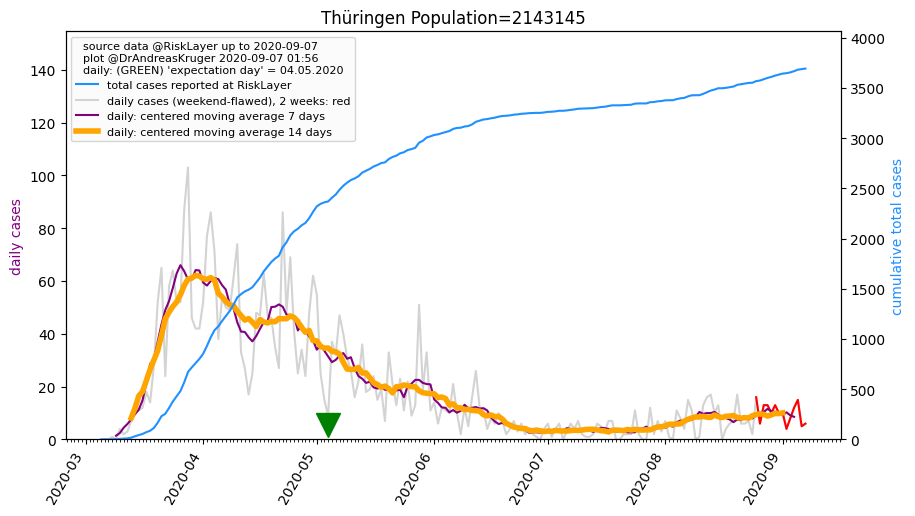 Thüringen Population=2143145
source data @RiskLayer up to 2020-09-07
plot @DrAndreasKruger 2020-09-07 01:56
daily: (GREEN) 'expectation day' = 04.05.2020
total cases reported at RiskLayer
daily cases (weekend-flawed), 2 weeks: red
daily: centered moving average 7 days
daily: centered moving average 14 days
daily cases
140
120
100
80
60
40
20
0
cumulative total cases
4000
3500
3000
2500
2000
1500
1000
500
0
2020-03
2020-04
2020-05
2020-06
2020-07
2020-08
2020-09